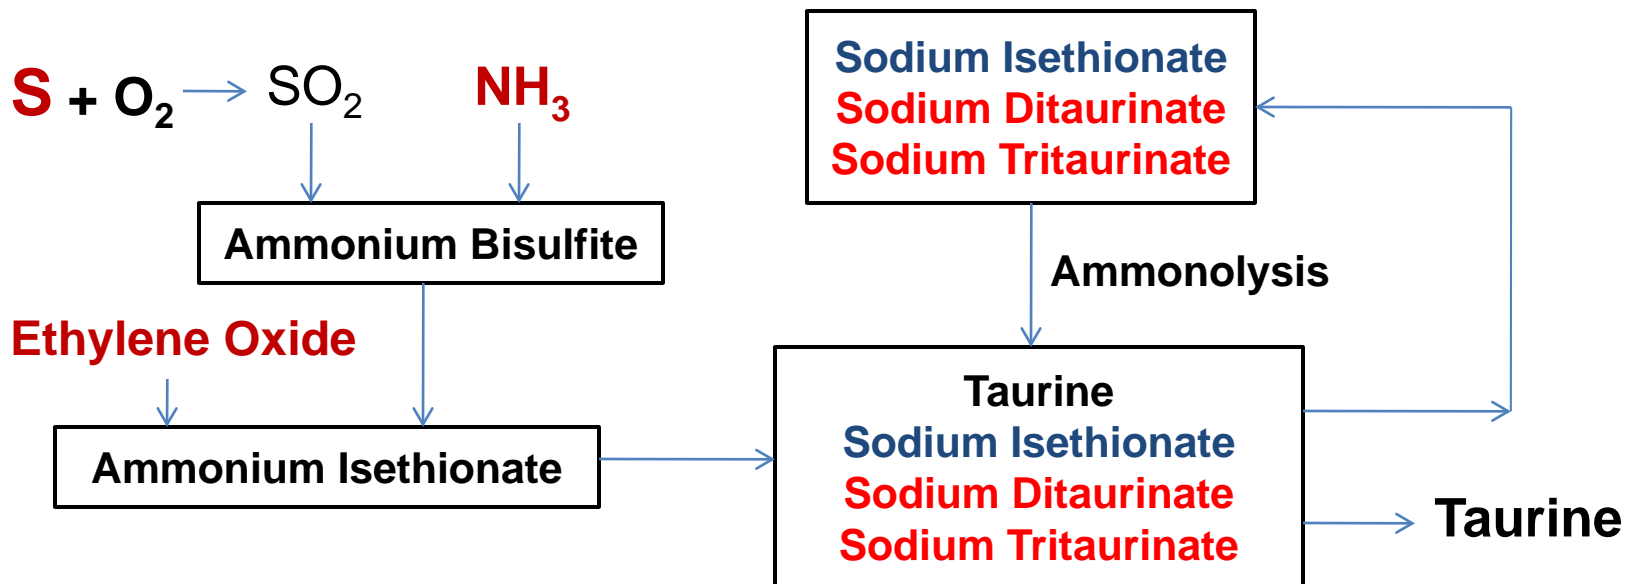 S + O₂
SO₂
NH₃
Ammonium Bisulfite
Ethylene Oxide
Ammonium Isethionate
Sodium Isethionate
Sodium Ditaurinate
Sodium Tritaurinate
Ammonolysis
Taurine
Sodium Isethionate
Sodium Ditaurinate
Sodium Tritaurinate
Taurine